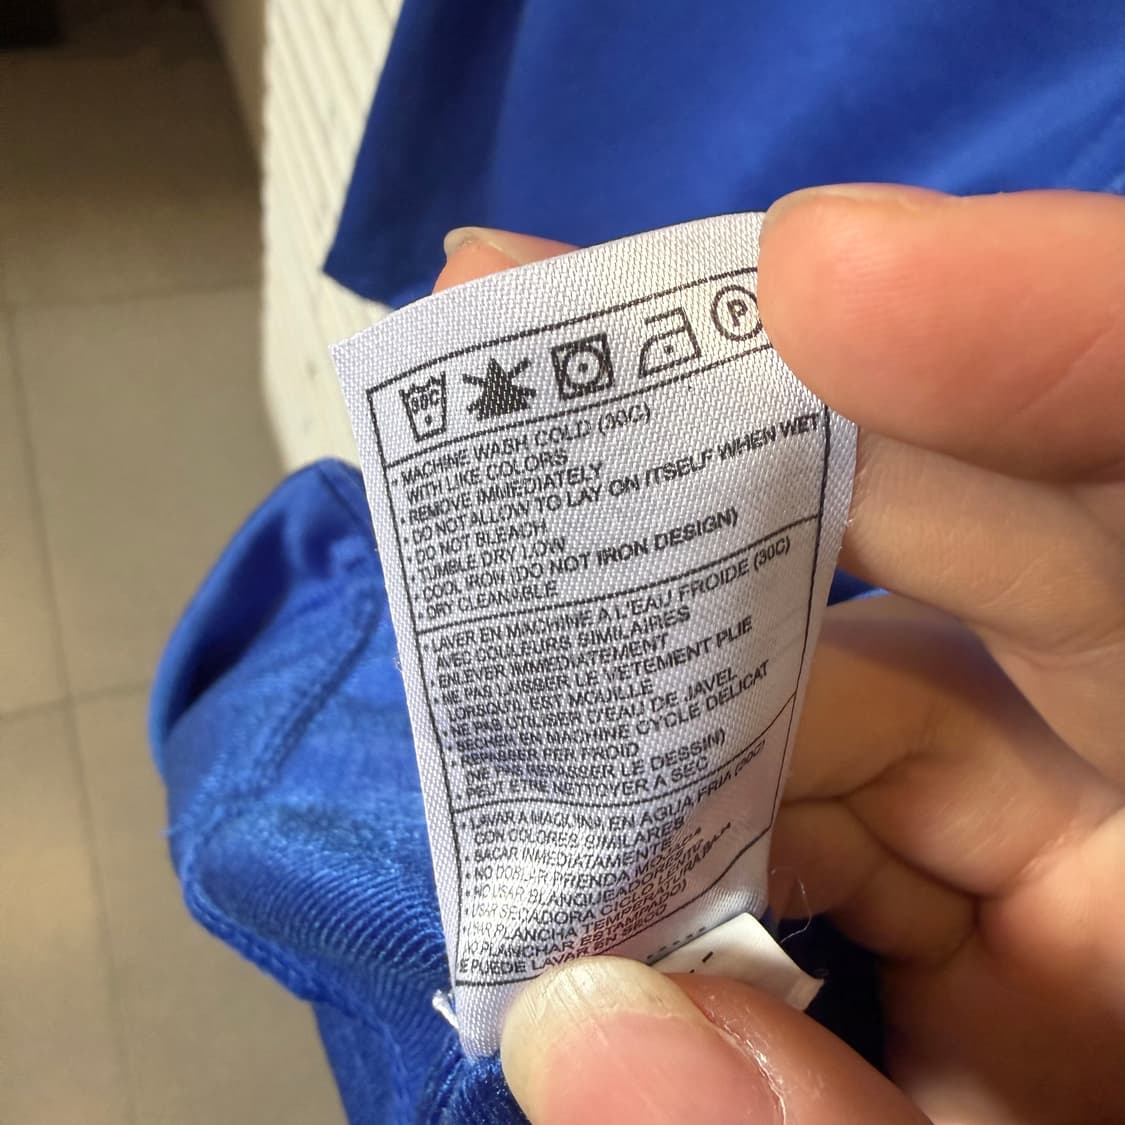 30C
P
• MACHINE WASH COLD (30C)
WITH LIKE COLORS
• REMOVE IMMEDIATELY
• DO NOT ALLOW TO LAY ON ITSELF WHEN WET
• DO NOT BLEACH
• TUMBLE DRY LOW
COOL IRON (DO NOT IRON DESIGN)
DRY CLEANABLE
• LAVER EN MACHINE A L'EAU FROIDE (30C)
AVEC COULEURS SIMILAIRES
• ENLEVER IMMEDIATEMENT
• NE PAS LAISSER LE VETEMENT PLIE
LORSQU'IL EST MOUILLE
• NE PAS UTILISER D'EAU DE JAVEL
• SECHER EN MACHINE CYCLE DELICAT
• REPASSER FER FROID
(NE PAS REPASSER LE DESSIN)
PEUT ETRE NETTOYER A SEC
• LAVAR A MAQUINA EN AGUA FRIA (30C)
CON COLORES SIMILARES
• SACAR INMEDIATAMENTE
• NO DOBLAR PRENDA MOJADA
• NO USAR BLANQUEADOR
• USAR SECADORA CICLO LENTO
USAR PLANCHA TEMPERATURA BAJA
(NO PLANCHAR ESTAMPADO)
SE PUEDE LAVAR EN SECO